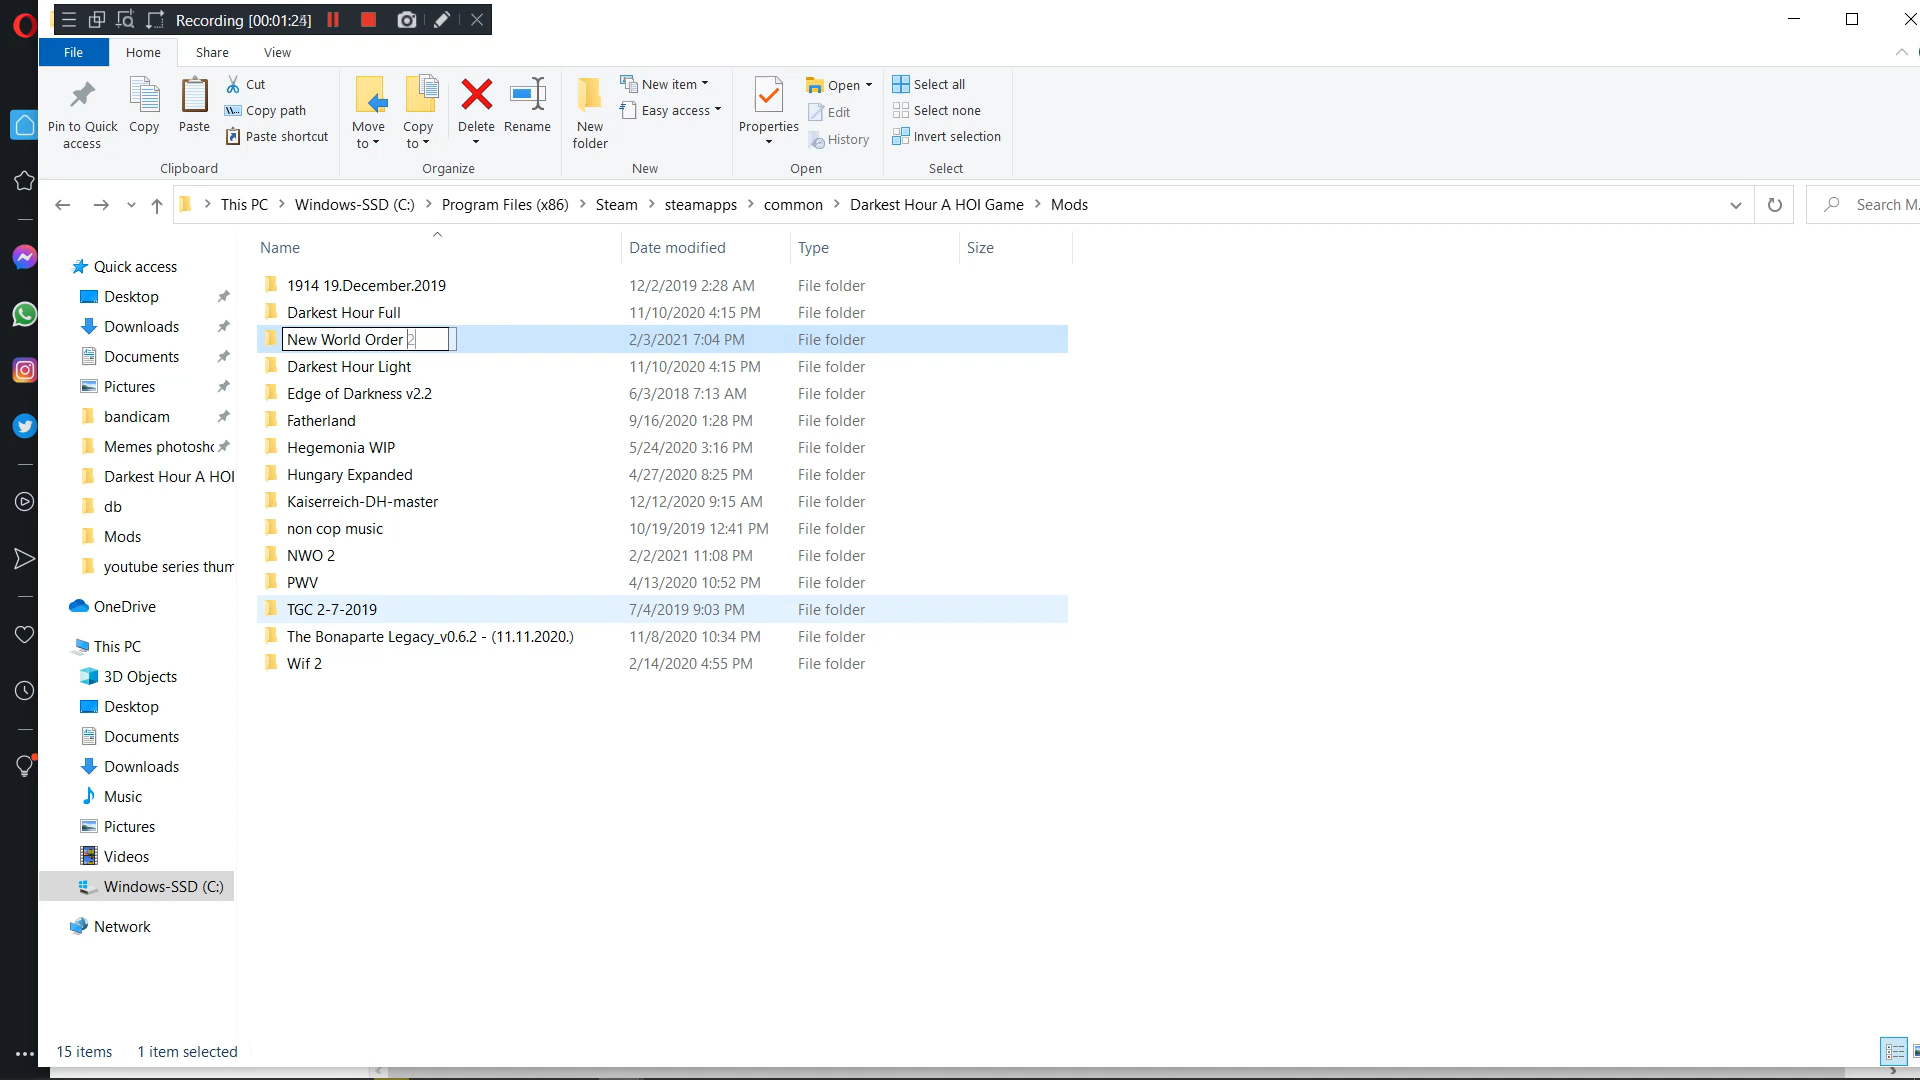 Recording [00:01:24]
File Home Share View
Pin to Quick access
Copy
Paste
Cut
Copy path
Paste shortcut
Clipboard
Move to
Copy to
Delete
Rename
Organize
New folder
New item
Easy access
New
Properties
Open
Edit
History
Open
Select all
Select none
Invert selection
Select
This PC > Windows-SSD (C:) > Program Files (x86) > Steam > steamapps > common > Darkest Hour A HOI Game > Mods
Search M
Quick access
Desktop
Downloads
Documents
Pictures
bandicam
Memes photosho
Darkest Hour A HOI
db
Mods
youtube series thum
OneDrive
This PC
3D Objects
Desktop
Documents
Downloads
Music
Pictures
Videos
Windows-SSD (C:)
Network
Name Date modified Type Size
1914 19.December.2019 12/2/2019 2:28 AM File folder
Darkest Hour Full 11/10/2020 4:15 PM File folder
New World Order 2 2/3/2021 7:04 PM File folder
Darkest Hour Light 11/10/2020 4:15 PM File folder
Edge of Darkness v2.2 6/3/2018 7:13 AM File folder
Fatherland 9/16/2020 1:28 PM File folder
Hegemonia WIP 5/24/2020 3:16 PM File folder
Hungary Expanded 4/27/2020 8:25 PM File folder
Kaiserreich-DH-master 12/12/2020 9:15 AM File folder
non cop music 10/19/2019 12:41 PM File folder
NWO 2 2/2/2021 11:08 PM File folder
PWV 4/13/2020 10:52 PM File folder
TGC 2-7-2019 7/4/2019 9:03 PM File folder
The Bonaparte Legacy_v0.6.2 - (11.11.2020.) 11/8/2020 10:34 PM File folder
Wif 2 2/14/2020 4:55 PM File folder
15 items 1 item selected